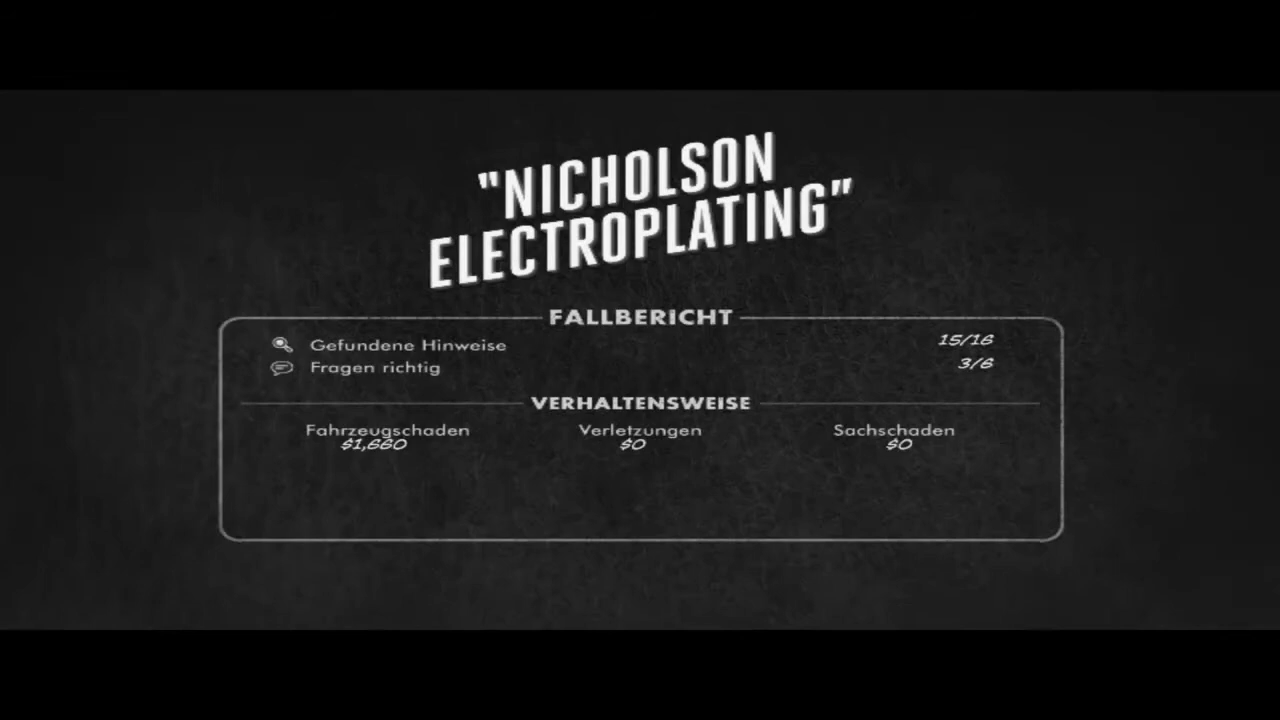 "NICHOLSON
ELECTROPLATING"
FALLBERICHT
Gefundene Hinweise 15/16
Fragen richtig 3/6
VERHALTENSWEISE
Fahrzeugschaden Verletzungen Sachschaden
$1,660 $0 $0